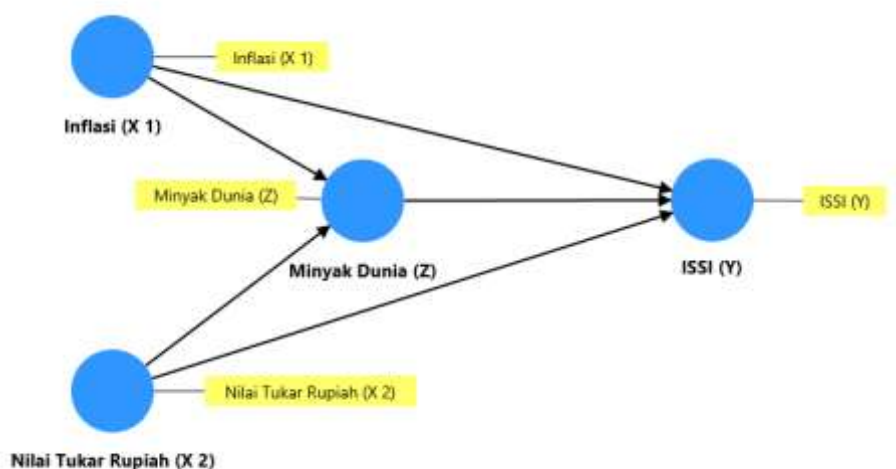 Inflasi (X 1)
Inflasi (X 1)
Minyak Dunia (Z)
ISSI (Y)
Minyak Dunia (Z)
ISSI (Y)
Nilai Tukar Rupiah (X 2)
Nilai Tukar Rupiah (X 2)